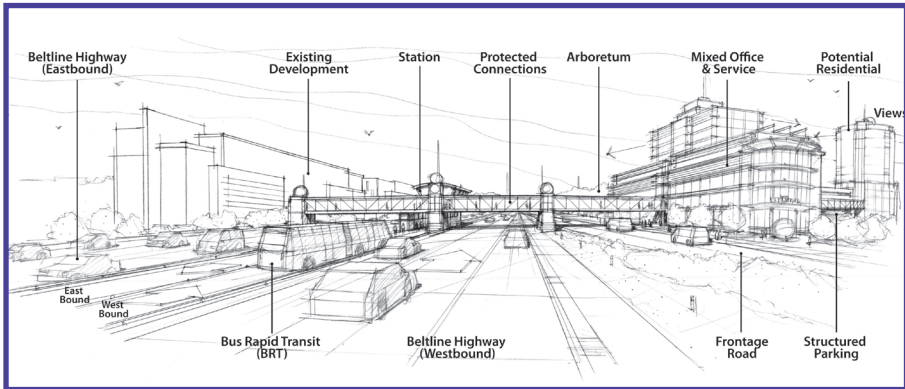 Beltline Highway
(Eastbound)
Existing
Development
Station
Protected
Connections
Arboretum
Mixed Office
& Service
Potential
Residential
Views
East
Bound
West
Bound
Bus Rapid Transit
(BRT)
Beltline Highway
(Westbound)
Frontage
Road
Structured
Parking